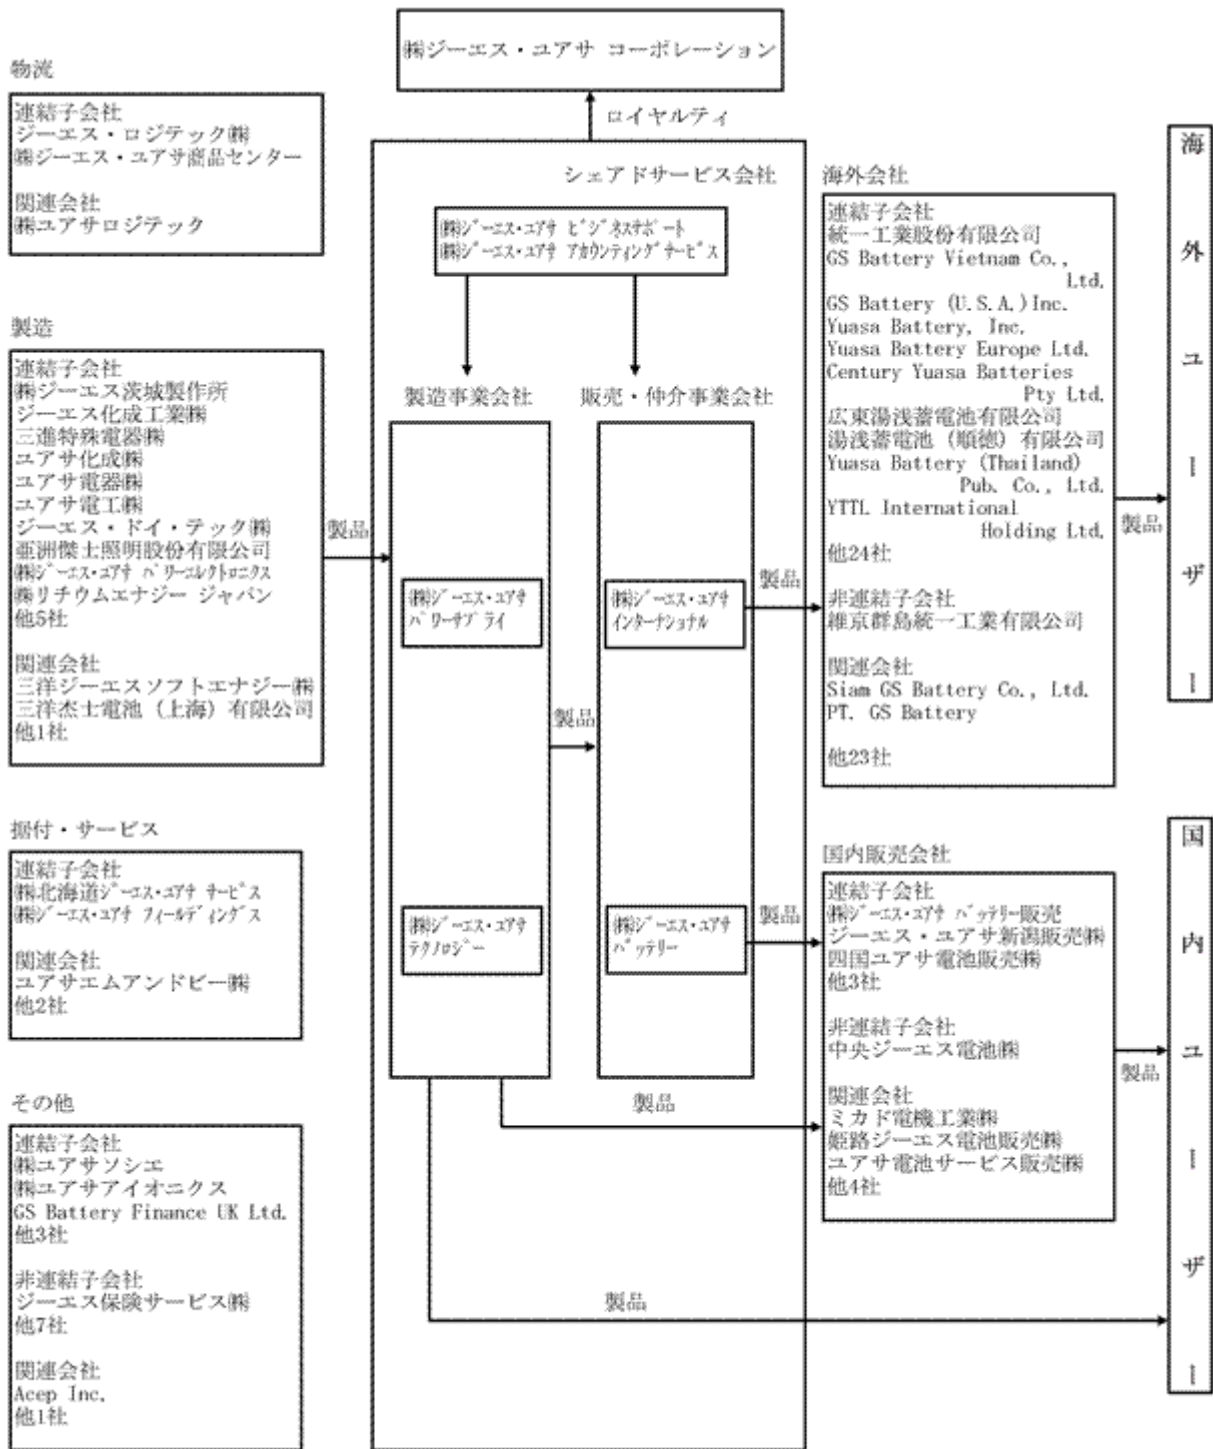 ㈱ジーエス・ユアサ コーポレーション
ロイヤルティ
物流
連結子会社
ジーエス・ロジテック㈱
㈱ジーエス・ユアサ商品センター
関連会社
㈱ユアサロジテック
製造
連結子会社
㈱ジーエス茨城製作所
ジーエス化成工業㈱
三進特殊電器㈱
ユアサ化成㈱
ユアサ電器㈱
ユアサ電工㈱
ジーエス・ドイ・テック㈱
亜洲傑士照明股份有限公司
㈱ジーエス・ユアサ パワーエレクトロニクス
㈱リチウムエナジー ジャパン
他5社
関連会社
三洋ジーエスソフトエナジー㈱
三洋杰士電池（上海）有限公司
他1社
製品
据付・サービス
連結子会社
㈱北海道ジーエス・ユアサ サービス
㈱ジーエス・ユアサ フィールディングス
関連会社
ユアサエムアンドビー㈱
他2社
その他
連結子会社
㈱ユアサソシエ
㈱ユアサアイオニクス
GS Battery Finance UK Ltd.
他3社
非連結子会社
ジーエス保険サービス㈱
他7社
関連会社
Acep Inc.
他1社
シェアドサービス会社
㈱ジーエス・ユアサ ビジネスサポート
㈱ジーエス・ユアサ アカウンティングサービス
製造事業会社
㈱ジーエス・ユアサ
パワーサプライ
㈱ジーエス・ユアサ
テクノロジー
製品
販売・仲介事業会社
㈱ジーエス・ユアサ
インターナショナル
㈱ジーエス・ユアサ
バッテリー
製品
製品
製品
製品
海外会社
連結子会社
統一工業股份有限公司
GS Battery Vietnam Co.,
Ltd.
GS Battery (U.S.A.)Inc.
Yuasa Battery, Inc.
Yuasa Battery Europe Ltd.
Century Yuasa Batteries
Pty Ltd.
広東湯浅蓄電池有限公司
湯浅蓄電池（順徳）有限公司
Yuasa Battery (Thailand)
Pub. Co., Ltd.
YTTL International
Holding Ltd.
他24社
非連結子会社
維京群島統一工業有限公司
関連会社
Siam GS Battery Co., Ltd.
PT. GS Battery
他23社
製品
国内販売会社
連結子会社
㈱ジーエス・ユアサ バッテリー販売
ジーエス・ユアサ新潟販売㈱
四国ユアサ電池販売㈱
他3社
非連結子会社
中央ジーエス電池㈱
関連会社
ミカド電機工業㈱
姫路ジーエス電池販売㈱
ユアサ電池サービス販売㈱
他4社
製品
海外ユーザー
国内ユーザー